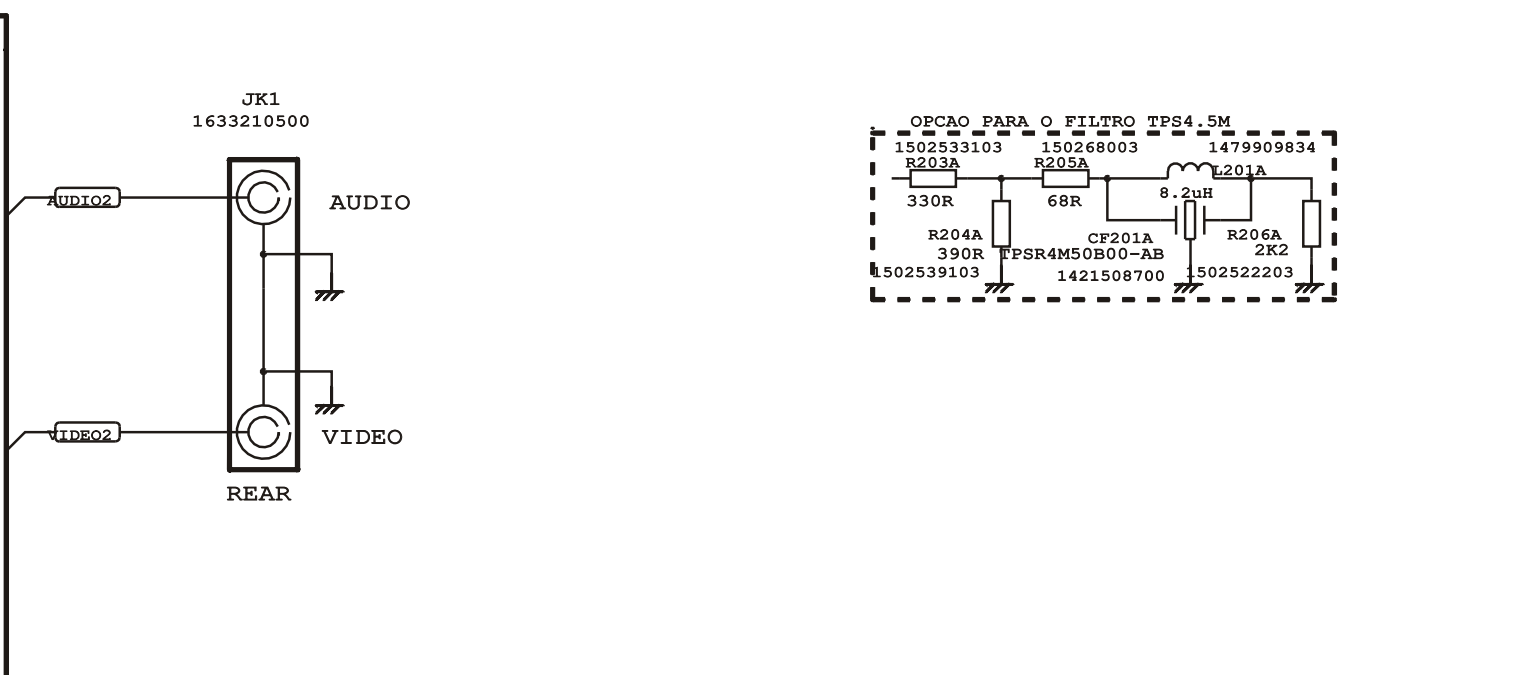 JK1
1633210500
AUDIO2
AUDIO
VIDEO2
VIDEO
REAR
OPCAO PARA O FILTRO TPS4.5M
1502533103 150268003 1479909834
R203A R205A L201A
330R 68R 8.2uH
R204A CF201A R206A
390R TPSR4M50B00-AB 2K2
1502539103 1421508700 1502522203